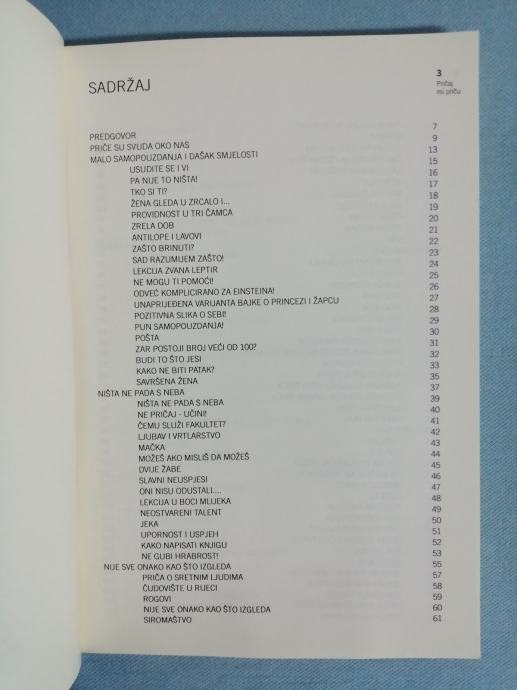 SADRŽAJ
3
Pričaj
mi priču
PREDGOVOR 7
PRIČE SU SVUDA OKO NAS 9
MALO SAMOPOUZDANJA I DAŠAK SMJELOSTI 13
USUDITE SE I VI 15
PA NIJE TO NIŠTA! 16
TKO SI TI? 17
ŽENA GLEDA U ZRCALO I... 18
PROVIDNOST U TRI ČAMCA 19
ZRELA DOB 20
ANTILOPE I LAVOVI 21
ZAŠTO BRINUTI? 22
SAD RAZUMIJEM ZAŠTO! 23
LEKCIJA ZVANA LEPTIR 24
NE MOGU TI POMOĆI! 25
ODVEĆ KOMPLICIRANO ZA EINSTEINA! 26
UNAPRIJEĐENA VARIJANTA BAJKE O PRINCEZI I ŽAPCU 27
POZITIVNA SLIKA O SEBI! 28
PUN SAMOPOUZDANJA! 29
POŠTA 30
ZAR POSTOJI BROJ VEĆI OD 100? 31
BUDI TO ŠTO JESI 32
KAKO NE BITI PATAK? 33
SAVRŠENA ŽENA 35
NIŠTA NE PADA S NEBA 37
NIŠTA NE PADA S NEBA 39
NE PRIČAJ - UČINI! 40
ČEMU SLUŽI FAKULTET? 41
LJUBAV I VRTLARSTVO 42
MAČKA 43
MOŽEŠ AKO MISLIŠ DA MOŽEŠ 44
DVIJE ŽABE 45
SLAVNI NEUSPJESI 46
ONI NISU ODUSTALI.... 47
LEKCIJA U BOCI MLIJEKA 48
NEOSTVARENI TALENT 49
JEKA 50
UPORNOST I USPJEH 51
KAKO NAPISATI KNJIGU 52
NE GUBI HRABROST! 53
NIJE SVE ONAKO KAO ŠTO IZGLEDA 55
PRIČA O SRETNIM LJUDIMA 57
ČUDOVIŠTE U RIJECI 58
ROGOVI 59
NIJE SVE ONAKO KAO ŠTO IZGLEDA 60
SIROMAŠTVO 61